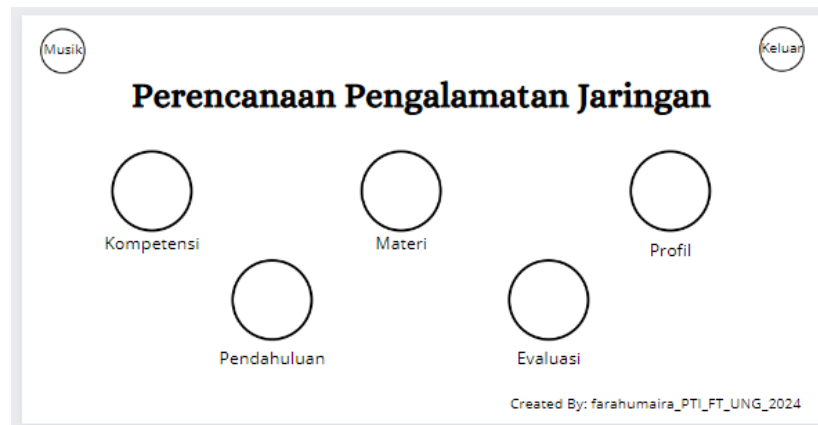 Musik
Keluar
Perencanaan Pengalamatan Jaringan
Kompetensi
Materi
Profil
Pendahuluan
Evaluasi
Created By: farahumaira_PTI_FT_UNG_2024